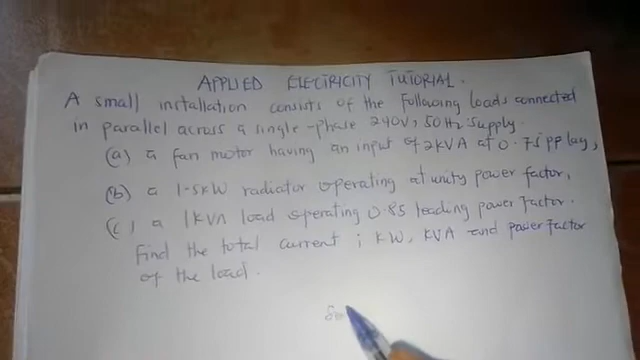 APPLIED ELECTRICITY TUTORIAL.
A small installation consists of the following loads connected
in parallel across a single-phase 240V, 50Hz supply.
(a) a fan motor having an input of 2kVA at 0.75 pp lag,
(b) a 1-5kW radiator operating at unity power factor,
(c) a 1kVA load operating 0.85 leading power factor.
Find the total current ; kW, kVA and power factor
of the load.
So